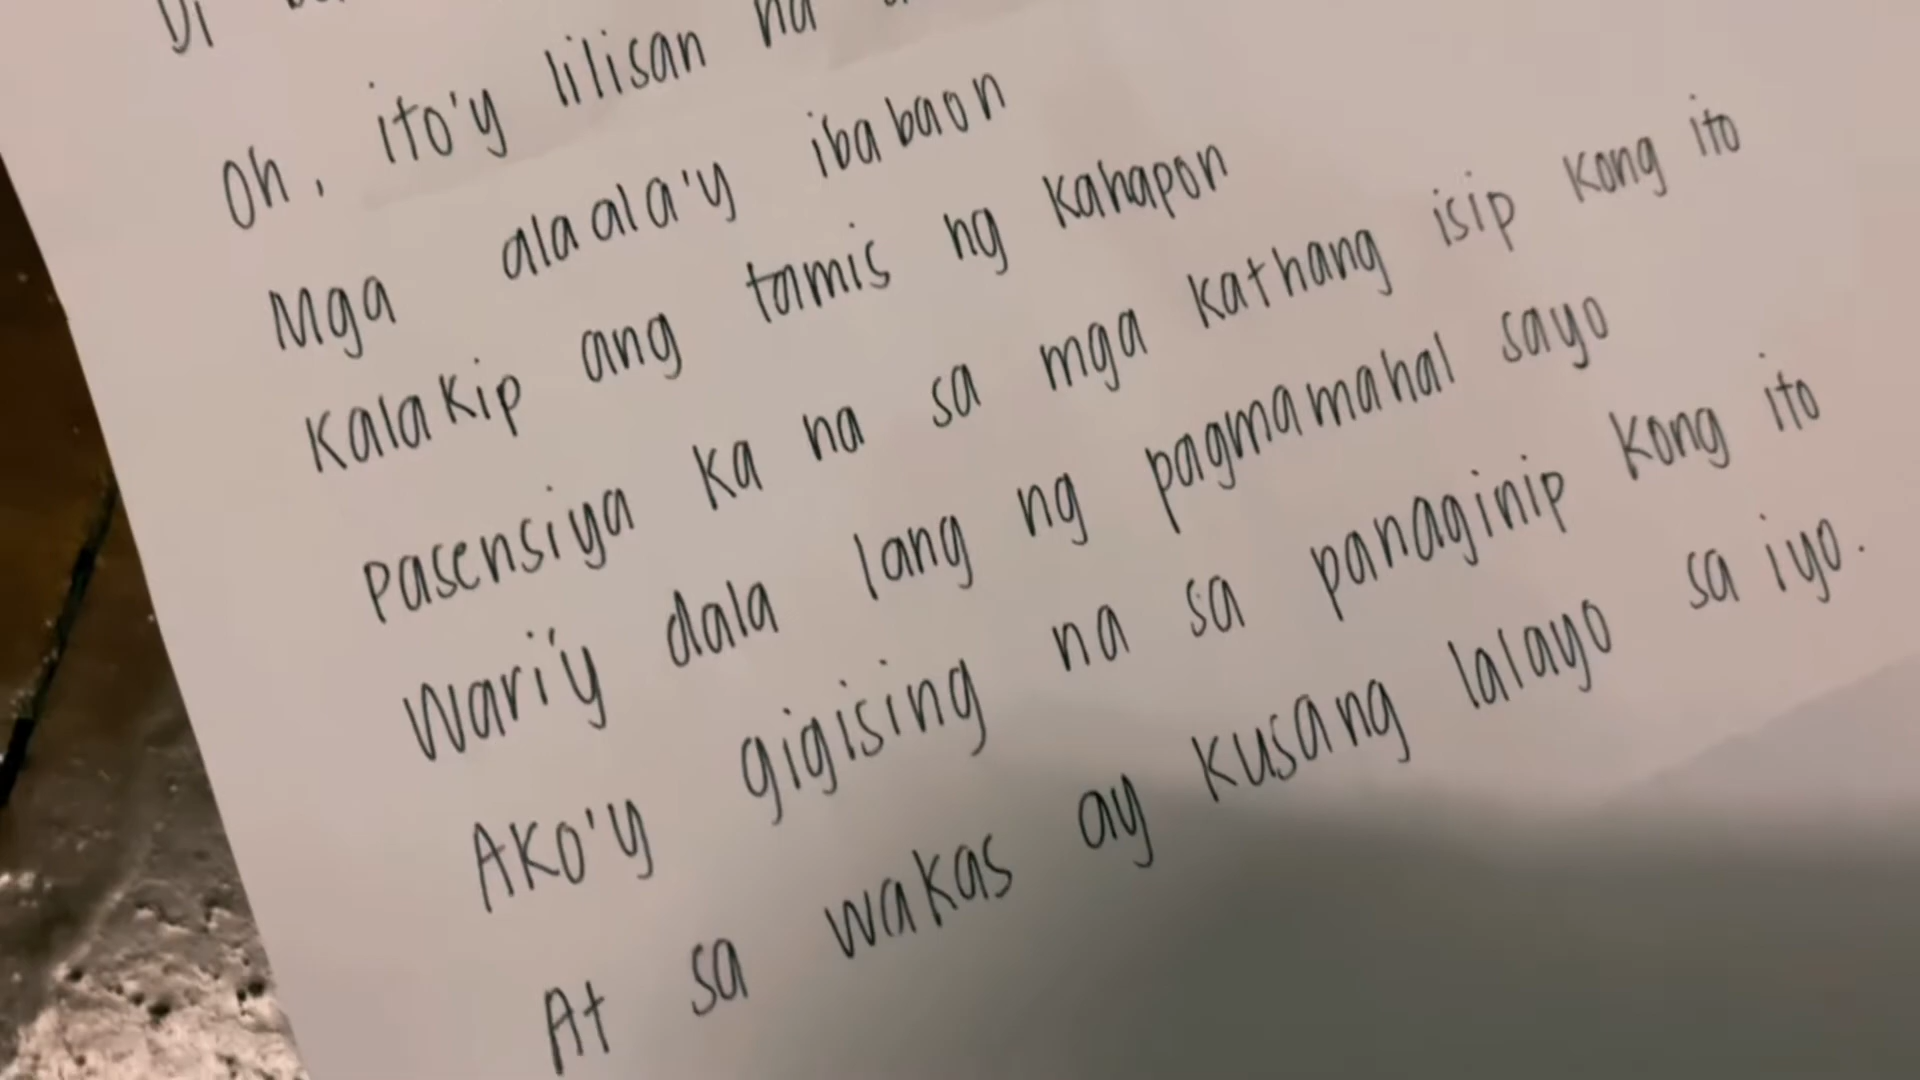 Di
Oh, ito'y lilisan na
Mga alaala'y ibabaon
Kalakip ang tamis ng kahapon
Pasensiya ka na sa mga kathang isip kong ito
Wari'y dala lang ng pagmamahal sayo
Ako'y gigising na sa panaginip kong ito
At sa wakas ay kusang lalayo sa iyo.